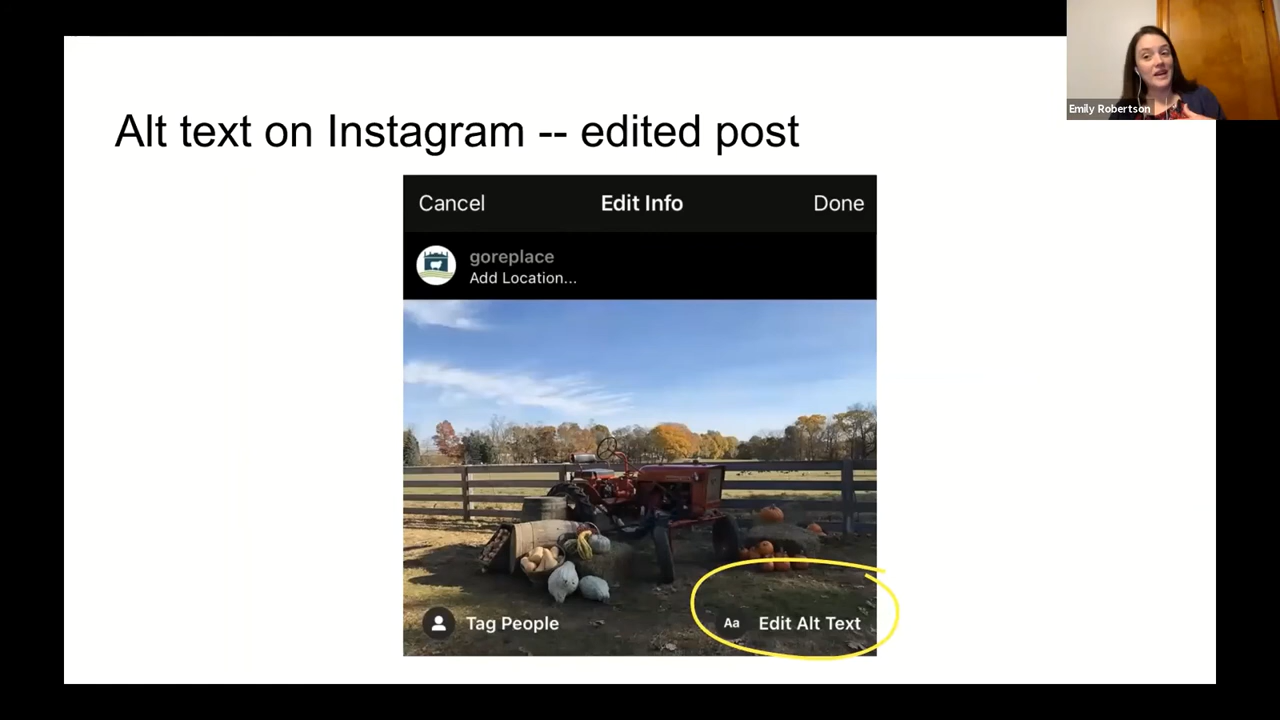 Emily Robertson
Alt text on Instagram -- edited post
Cancel
Edit Info
Done
goreplace
Add Location...
Tag People
Aa
Edit Alt Text